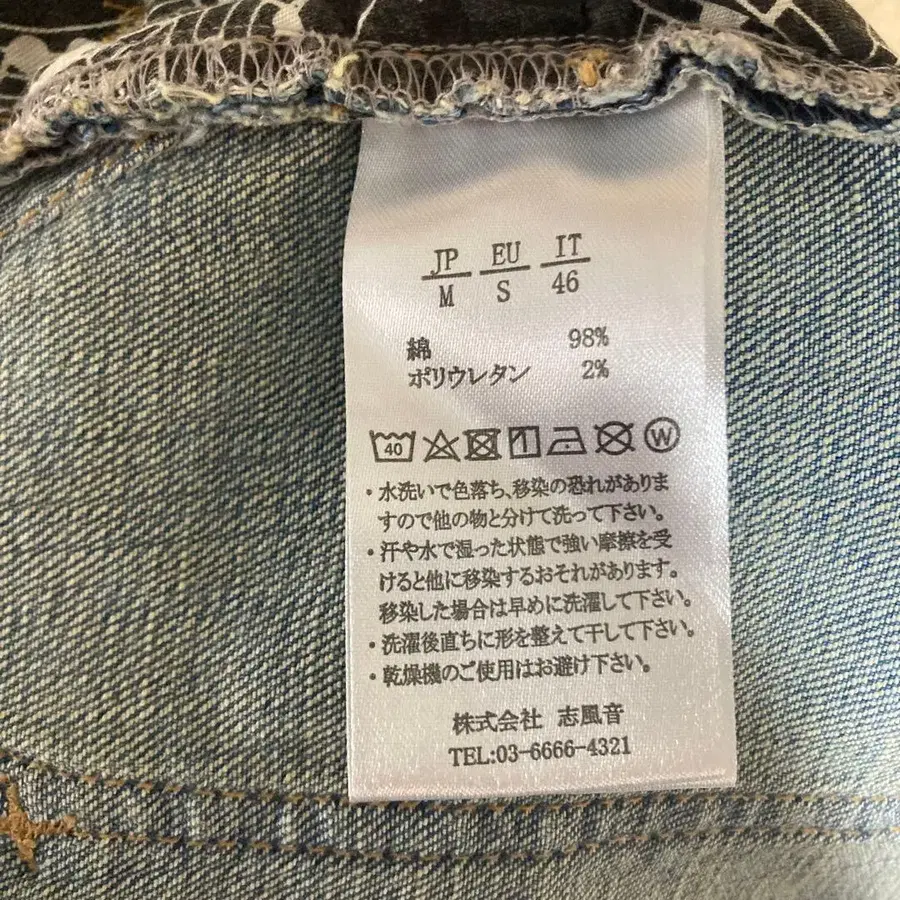 JP EU IT
M S 46
綿 98%
ポリウレタン 2%
40 W
・水洗いで色落ち、移染の恐れがありま
すので他の物と分けて洗って下さい。
・汗や水で湿った状態で強い摩擦を受
けると他に移染するおそれがあります。
移染した場合は早めに洗濯して下さい。
・洗濯後直ちに形を整えて干して下さい。
・乾燥機のご使用はお避け下さい。
株式会社 志風音
TEL:03-6666-4321